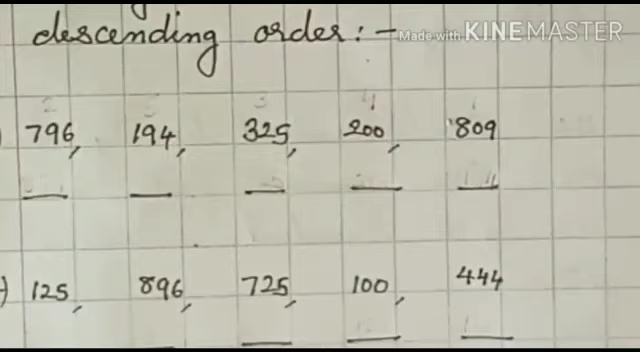 descending order:-
Made with KINEMASTER
) 796, 194, 325, 200, 809
) 125, 896, 725, 100, 444